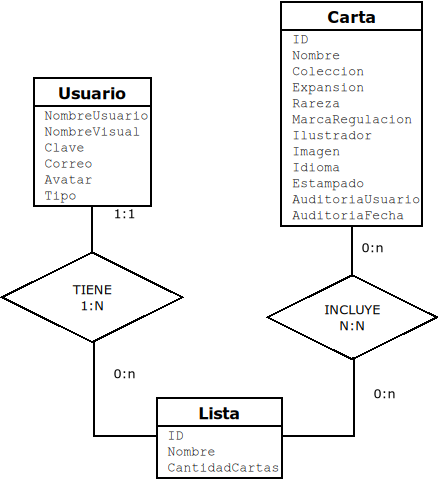 Carta
ID
Nombre
Coleccion
Expansion
Rareza
MarcaRegulacion
Ilustrador
Imagen
Idioma
Estampado
AuditoriaUsuario
AuditoriaFecha
Usuario
NombreUsuario
NombreVisual
Clave
Correo
Avatar
Tipo
1:1
0:n
TIENE
1:N
INCLUYE
N:N
0:n
0:n
Lista
ID
Nombre
CantidadCartas